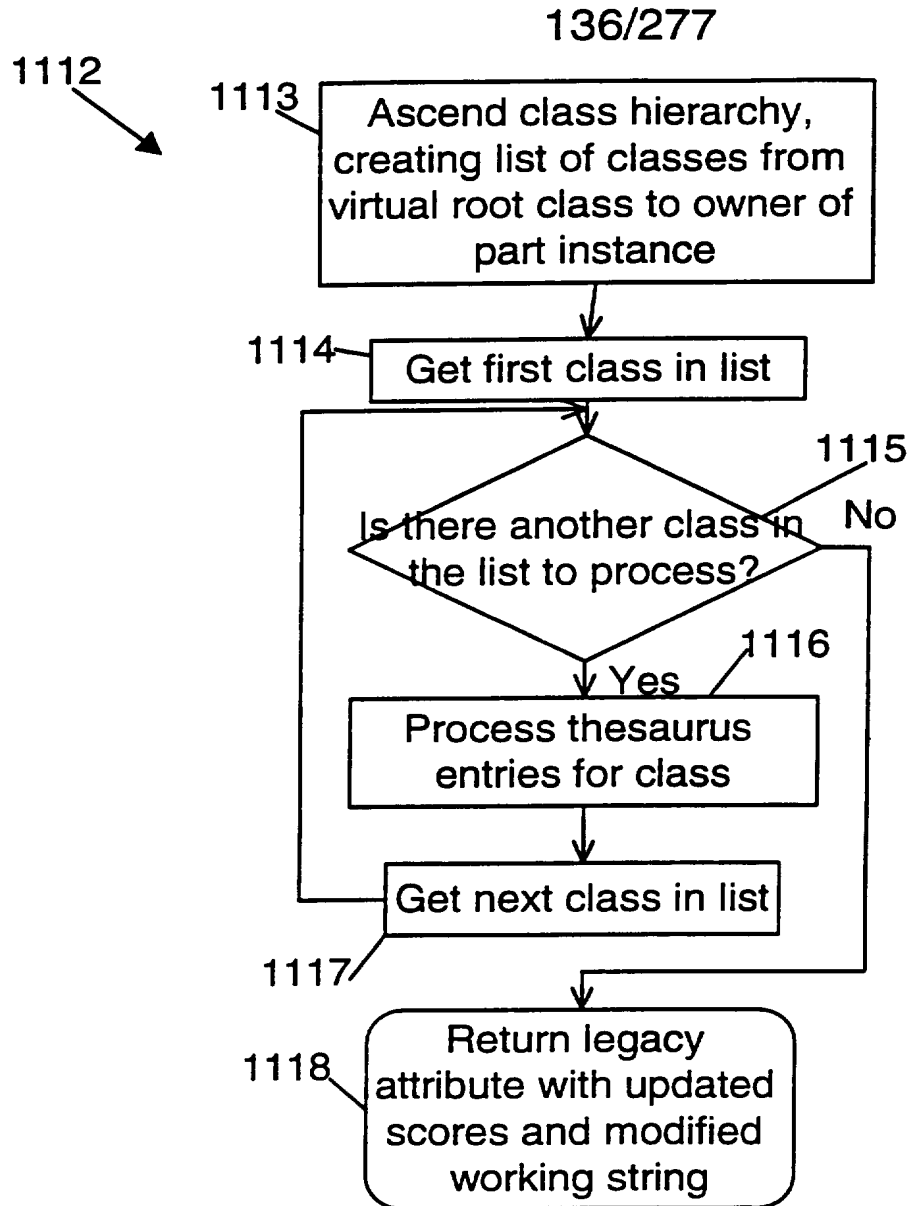 136/277
1112
1113
Ascend class hierarchy,
creating list of classes from
virtual root class to owner of
part instance
1114
Get first class in list
1115
Is there another class in
the list to process?
No
1116
Yes
Process thesaurus
entries for class
Get next class in list
1117
1118
Return legacy
attribute with updated
scores and modified
working string